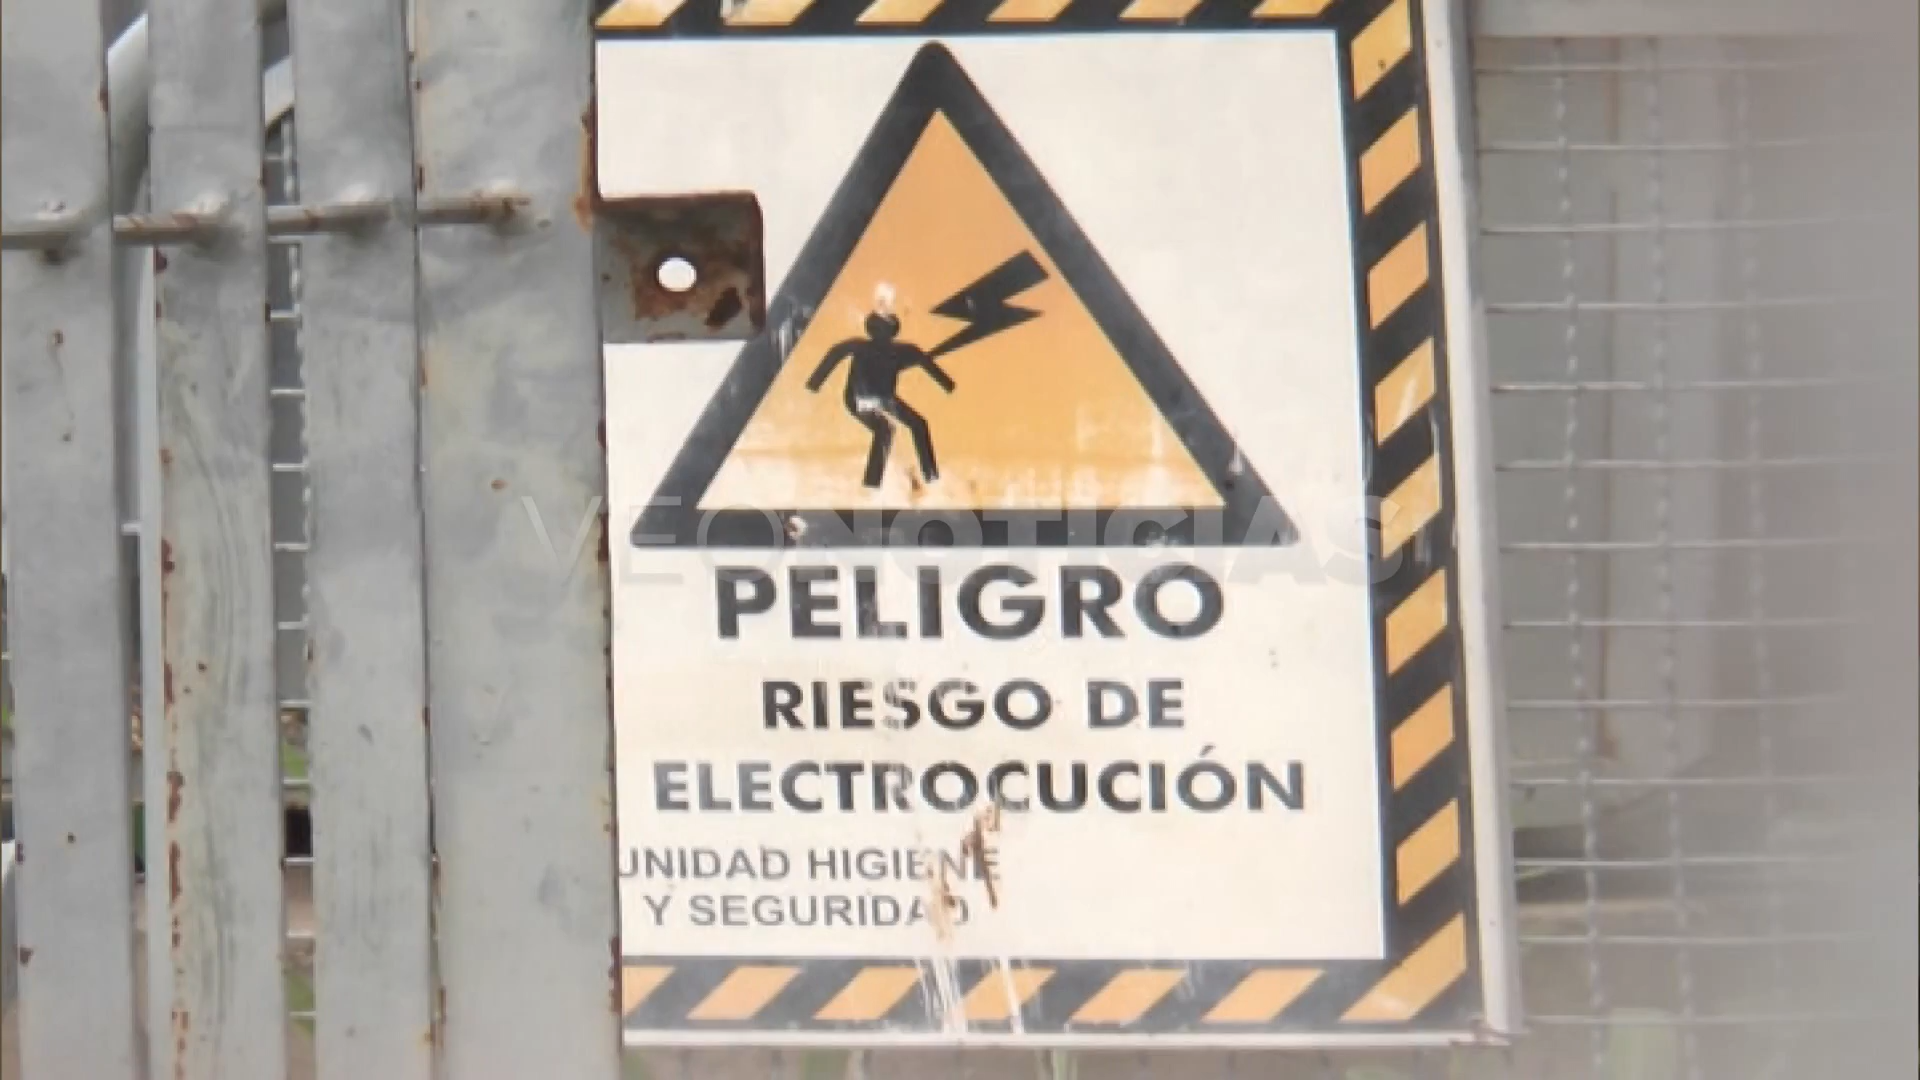 VEONOTICIAS
PELIGRO
RIESGO DE
ELECTROCUCIÓN
UNIDAD HIGIENE
Y SEGURIDAD